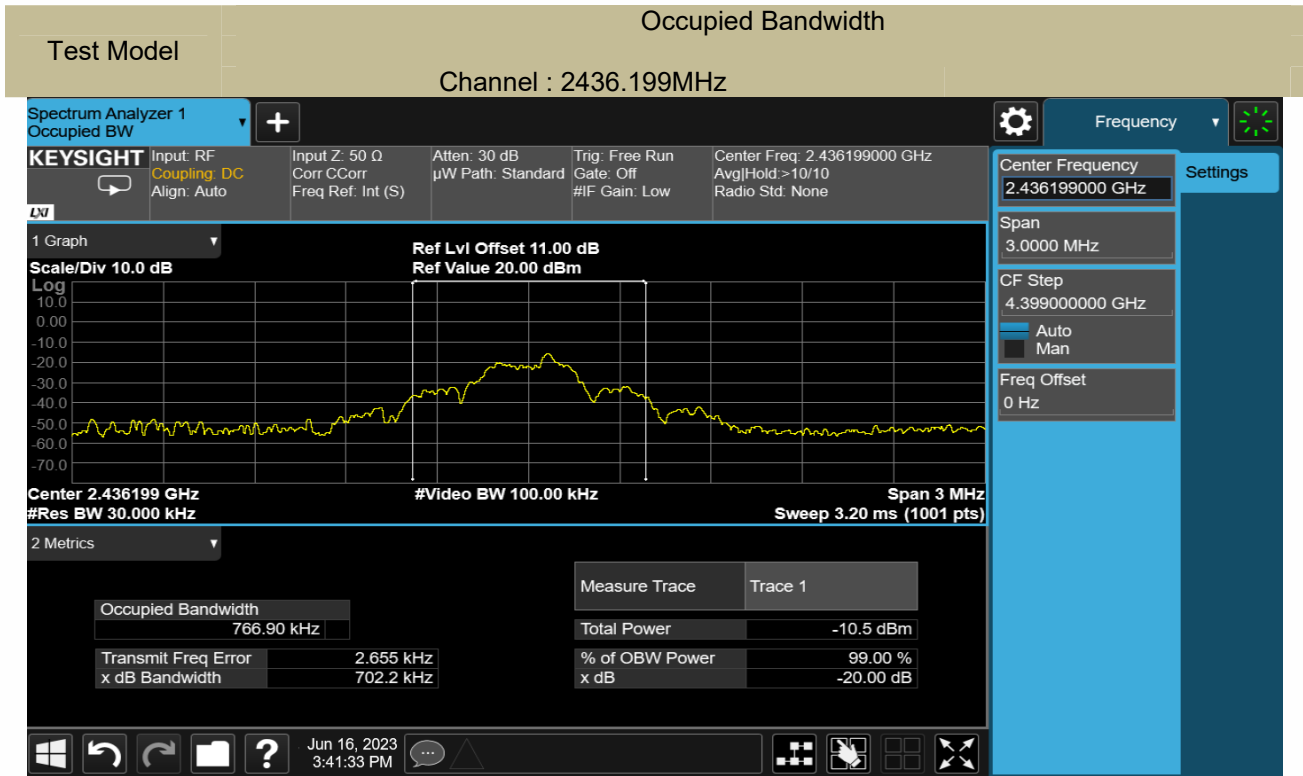 Occupied Bandwidth
Test Model
Channel : 2436.199MHz
Spectrum Analyzer 1
Occupied BW
Frequency
KEYSIGHT
LXI
Input: RF
Coupling: DC
Align: Auto
Input Z: 50 Ω
Corr CCorr
Freq Ref: Int (S)
Atten: 30 dB
µW Path: Standard
Trig: Free Run
Gate: Off
#IF Gain: Low
Center Freq: 2.436199000 GHz
Avg|Hold:>10/10
Radio Std: None
Center Frequency
2.436199000 GHz
Settings
Span
3.0000 MHz
CF Step
4.399000000 GHz
Auto
Man
Freq Offset
0 Hz
1 Graph
Scale/Div 10.0 dB
Ref Lvl Offset 11.00 dB
Ref Value 20.00 dBm
Log
10.0
0.00
-10.0
-20.0
-30.0
-40.0
-50.0
-60.0
-70.0
Center 2.436199 GHz
#Video BW 100.00 kHz
Span 3 MHz
#Res BW 30.000 kHz
Sweep 3.20 ms (1001 pts)
2 Metrics
Measure Trace
Trace 1
Occupied Bandwidth
766.90 kHz
Total Power
-10.5 dBm
Transmit Freq Error
2.655 kHz
% of OBW Power
99.00 %
x dB Bandwidth
702.2 kHz
x dB
-20.00 dB
Jun 16, 2023
3:41:33 PM